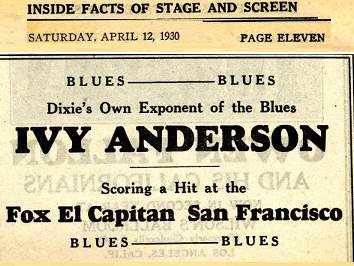 INSIDE FACTS OF STAGE AND SCREEN
SATURDAY, APRIL 12, 1930 PAGE ELEVEN
BLUES———BLUES
Dixie's Own Exponent of the Blues
IVY ANDERSON
Scoring a Hit at the
Fox El Capitan San Francisco
BLUES———BLUES